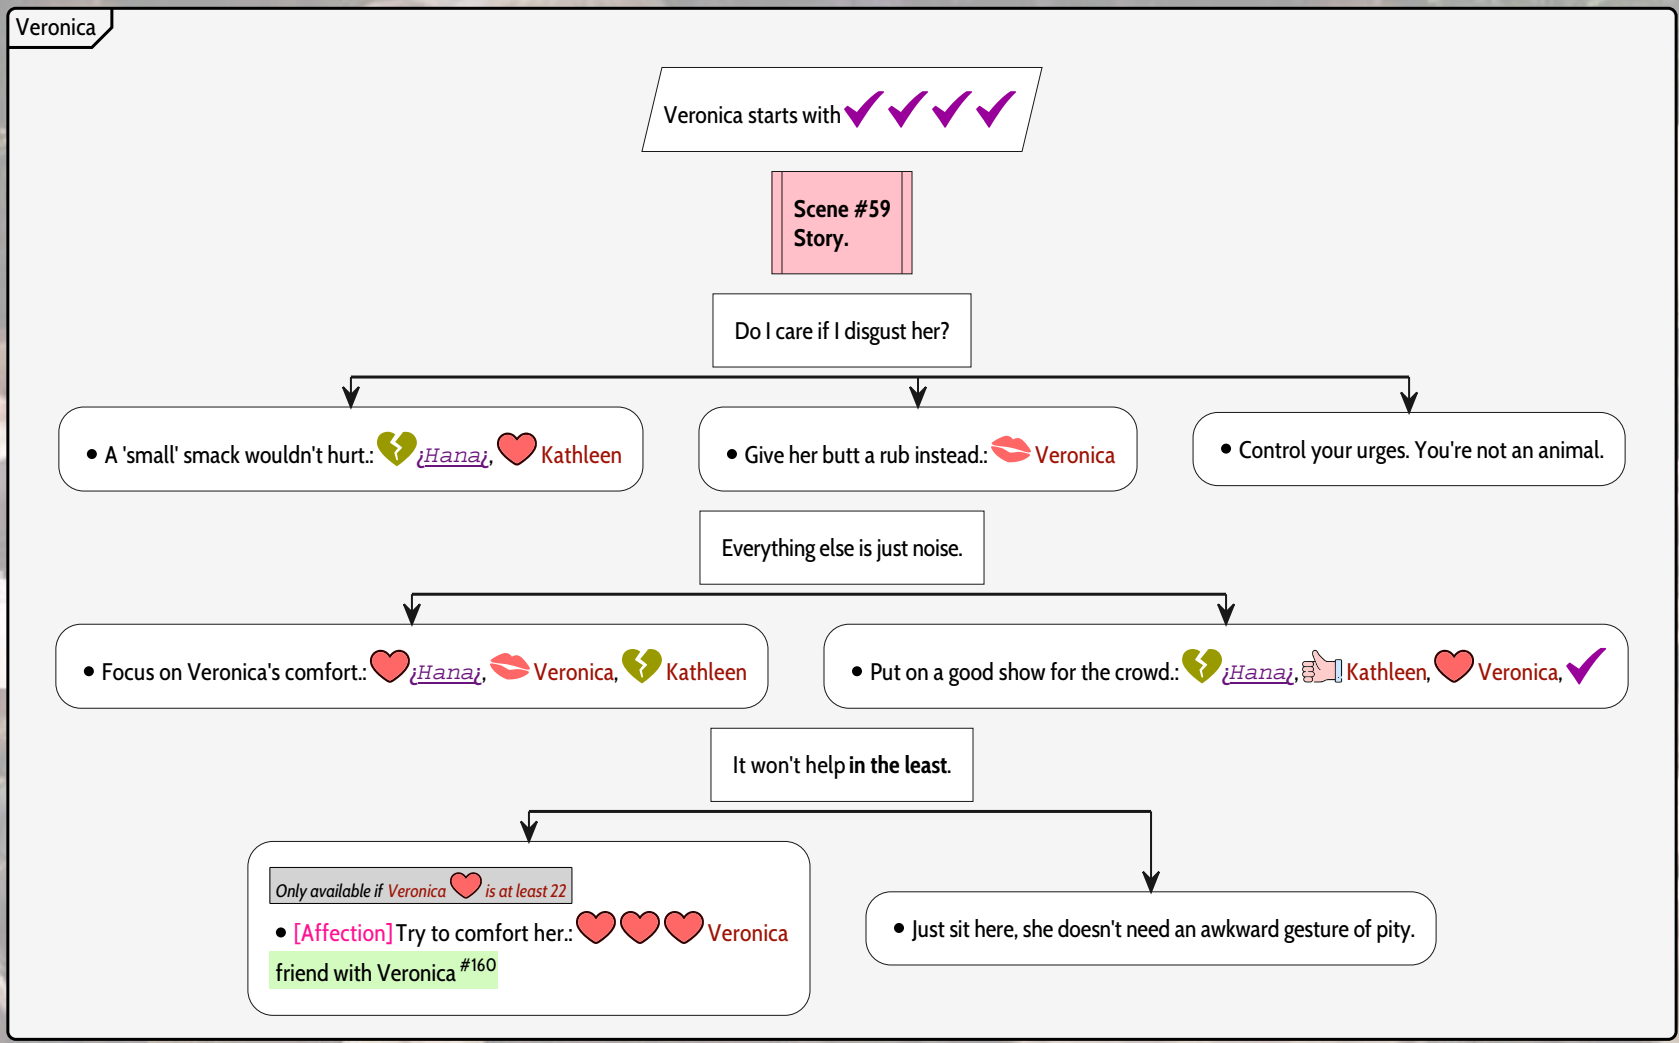 Veronica
Veronica starts with
Scene #59
Story.
Do I care if I disgust her?
• A 'small' smack wouldn't hurt.: ¿Hana¿, Kathleen
• Give her butt a rub instead.: Veronica
• Control your urges. You're not an animal.
Everything else is just noise.
• Focus on Veronica's comfort.: ¿Hana¿, Veronica, Kathleen
• Put on a good show for the crowd.: ¿Hana¿, Kathleen, Veronica,
It won't help in the least.
Only available if Veronica is at least 22
• [Affection] Try to comfort her.: Veronica
friend with Veronica #160
• Just sit here, she doesn't need an awkward gesture of pity.